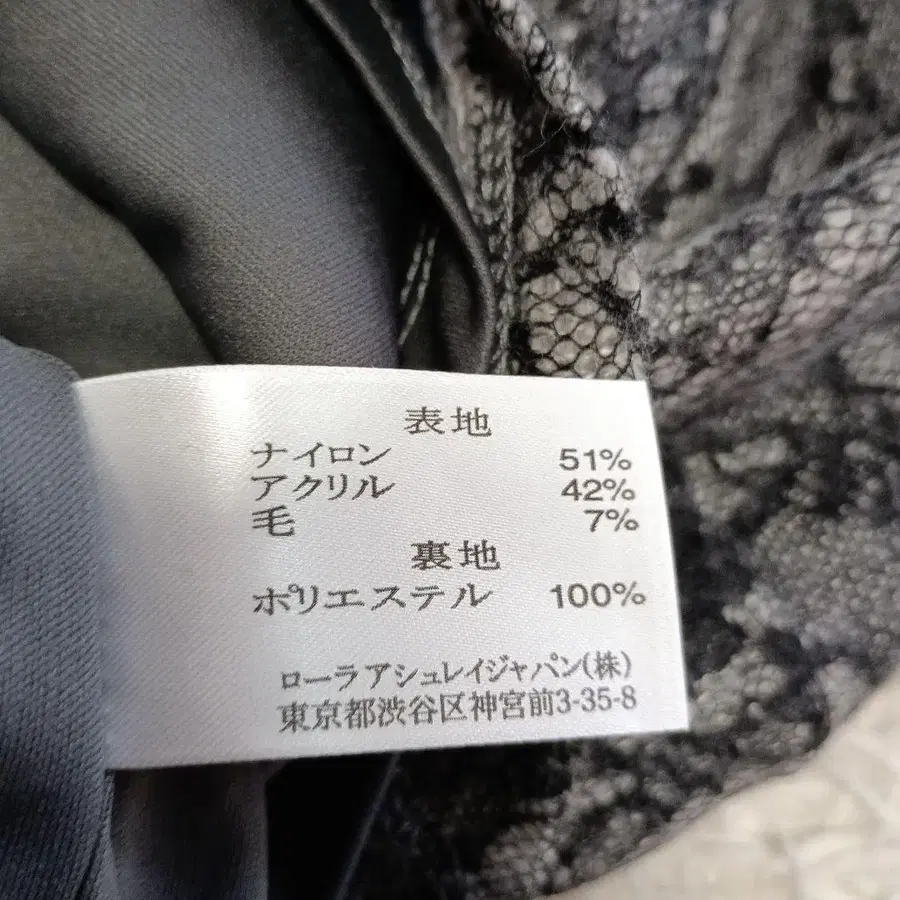 表地
ナイロン 51%
アクリル 42%
毛 7%
裏地
ポリエステル 100%
ローラアシュレイジャパン(株)
東京都渋谷区神宮前3-35-8